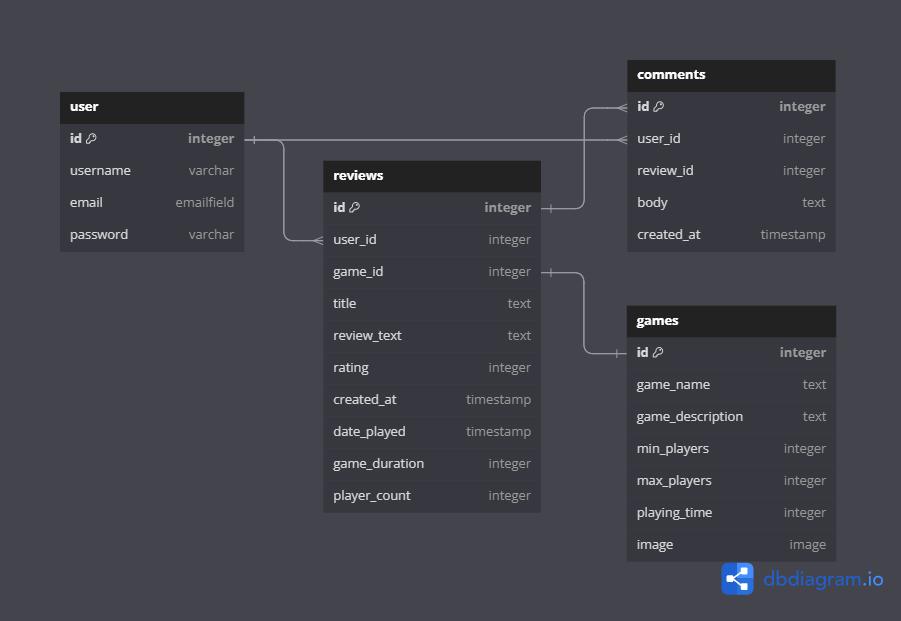 user
id integer
username varchar
email emailfield
password varchar
reviews
id integer
user_id integer
game_id integer
title text
review_text text
rating integer
created_at timestamp
date_played timestamp
game_duration integer
player_count integer
comments
id integer
user_id integer
review_id integer
body text
created_at timestamp
games
id integer
game_name text
game_description text
min_players integer
max_players integer
playing_time integer
image image
dbdiagram.io